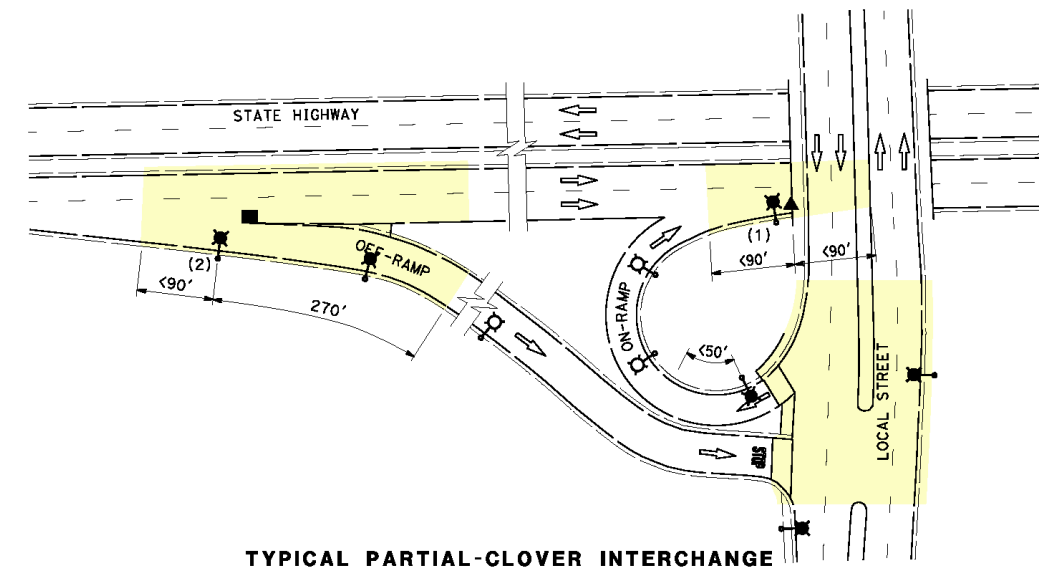 STATE HIGHWAY
OFF-RAMP
(1)
<90'
<90'
(2)
<90'
270'
ON-RAMP
<50'
LOCAL STREET
STOP
TYPICAL PARTIAL-CLOVER INTERCHANGE